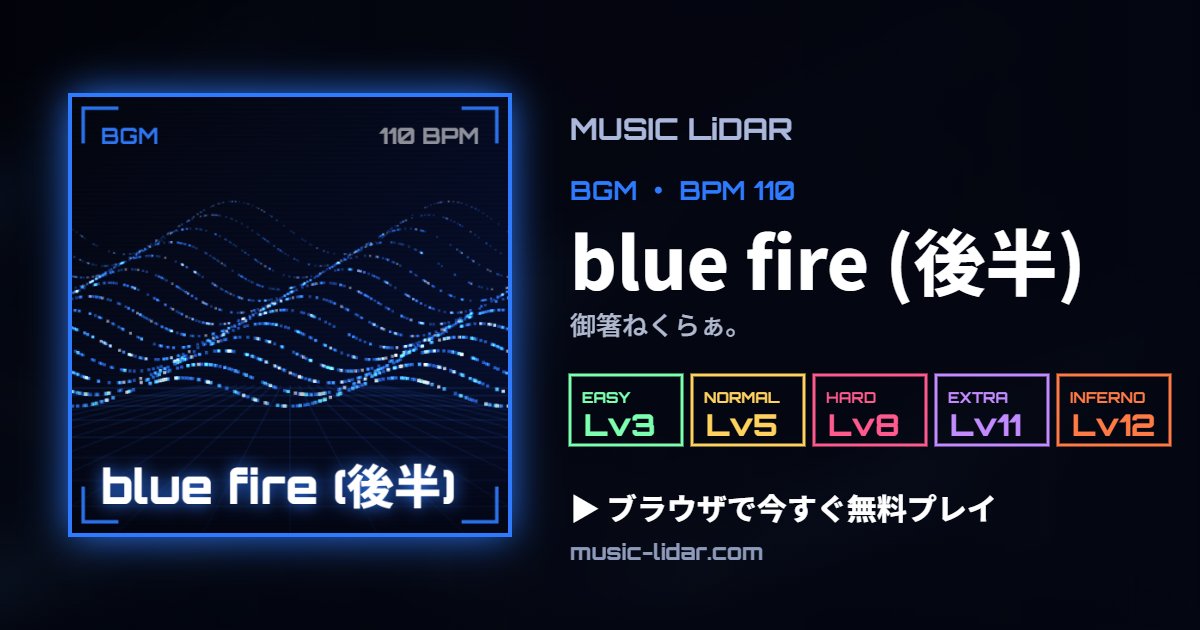 BGM
110 BPM
blue fire (後半)
MUSIC LiDAR
BGM ・ BPM 110
blue fire (後半)
御箸ねくらぁ。
EASY
Lv3
NORMAL
Lv5
HARD
Lv8
EXTRA
Lv11
INFERNO
Lv12
▶ ブラウザで今すぐ無料プレイ
music-lidar.com